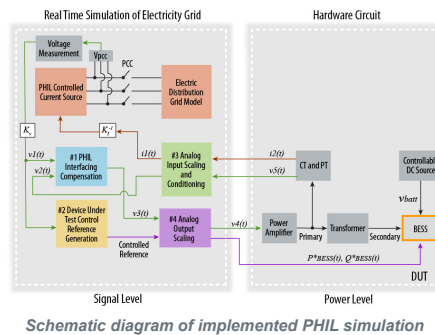 Real Time Simulation of Electricity Grid
Hardware Circuit
Voltage
Measurement
Vpcc
PCC
PHIL Controlled
Current Source
Electric
Distribution
Grid Model
Kv
KI-1
v1(t)
v2(t)
i1(t)
i2(t)
v5(t)
#1 PHIL
Interfacing
Compensation
#3 Analog
Input Scaling
and
Conditioning
CT and PT
Controllable
DC Source
v3(t)
v4(t)
Vbatt
#2 Device Under
Test Control
Reference
Generation
Controlled
Reference
#4 Analog
Output
Scaling
Power
Amplifier
Primary
Transformer
Secondary
BESS
P*BESS(t), Q*BESS(t)
DUT
Signal Level
Power Level
Schematic diagram of implemented PHIL simulation